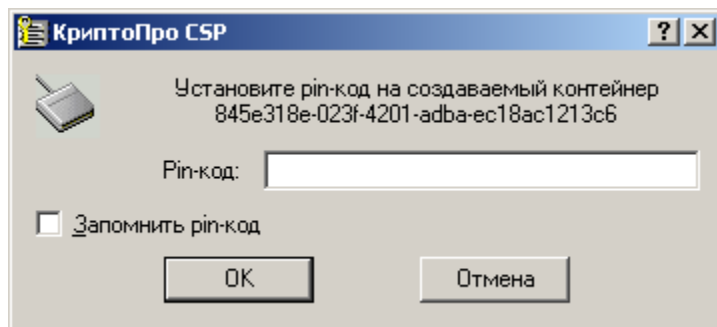 КриптоПро CSP
Установите pin-код на создаваемый контейнер
845e318e-023f-4201-adba-ec18ac1213c6
Pin-код:
Запомнить pin-код
OK Отмена